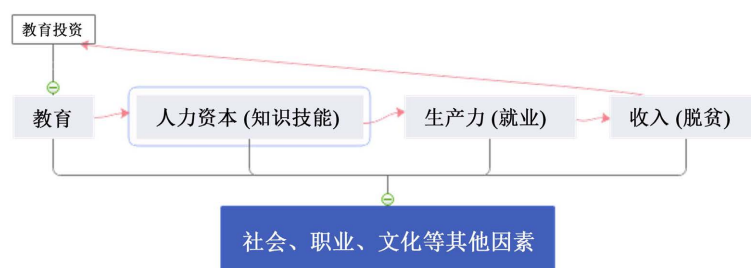 教育投资
教育
人力资本 (知识技能)
生产力 (就业)
收入 (脱贫)
社会、职业、文化等其他因素